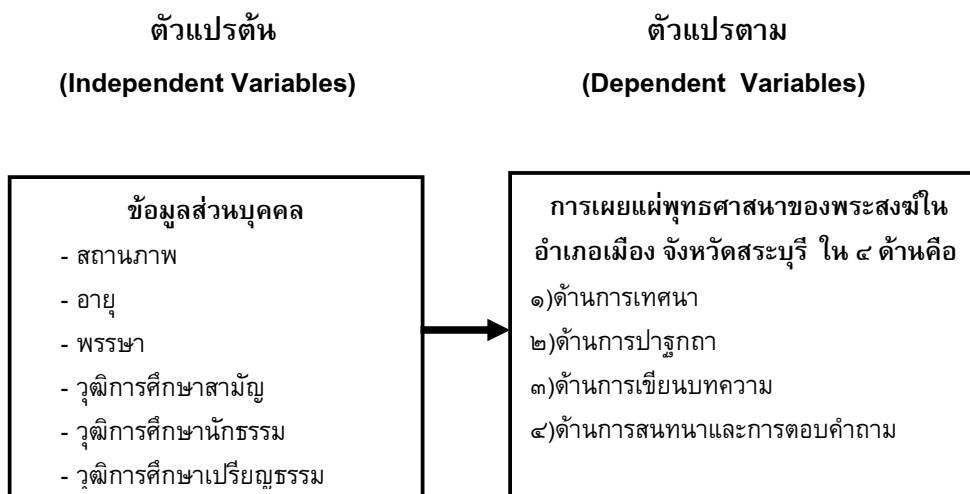 ตัวแปรต้น
(Independent Variables)
ตัวแปรตาม
(Dependent Variables)
ข้อมูลส่วนบุคคล
- สถานภาพ
- อายุ
- พรรษา
- วุฒิการศึกษาสามัญ
- วุฒิการศึกษานักธรรม
- วุฒิการศึกษาเปรียญธรรม
การเผยแผ่พุทธศาสนาของพระสงฆ์ใน
อำเภอเมือง จังหวัดสระบุรี ใน ๔ ด้านคือ
๑)ด้านการเทศนา
๒)ด้านการปาฐกถา
๓)ด้านการเขียนบทความ
๔)ด้านการสนทนาและการตอบคำถาม